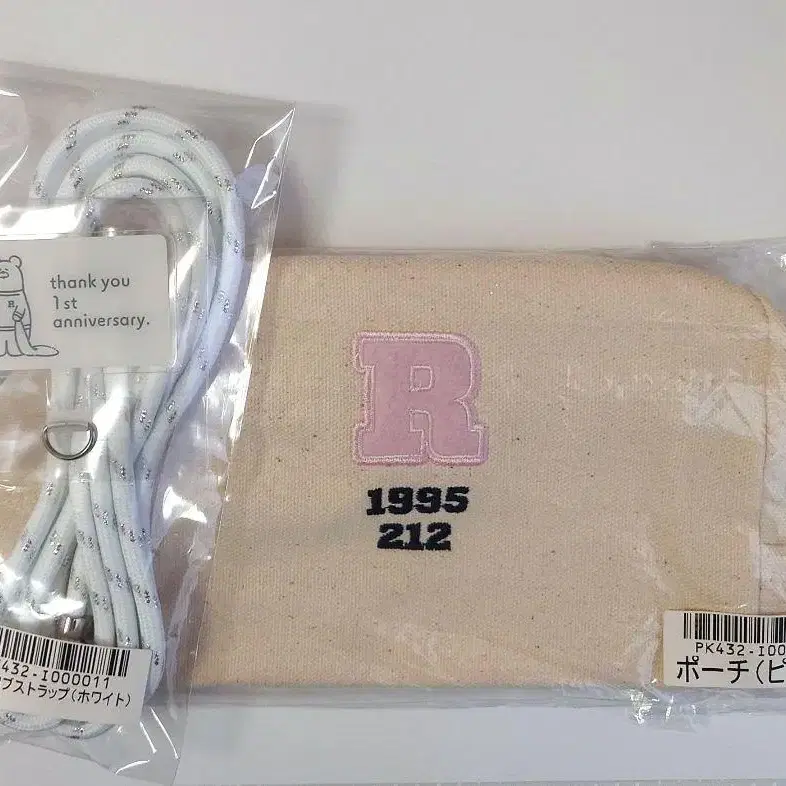 thank you
1st
anniversary.
R
R
1995
212
432-I000011
プストラップ(ホワイト)
PK432-I00
ポーチ(ピ